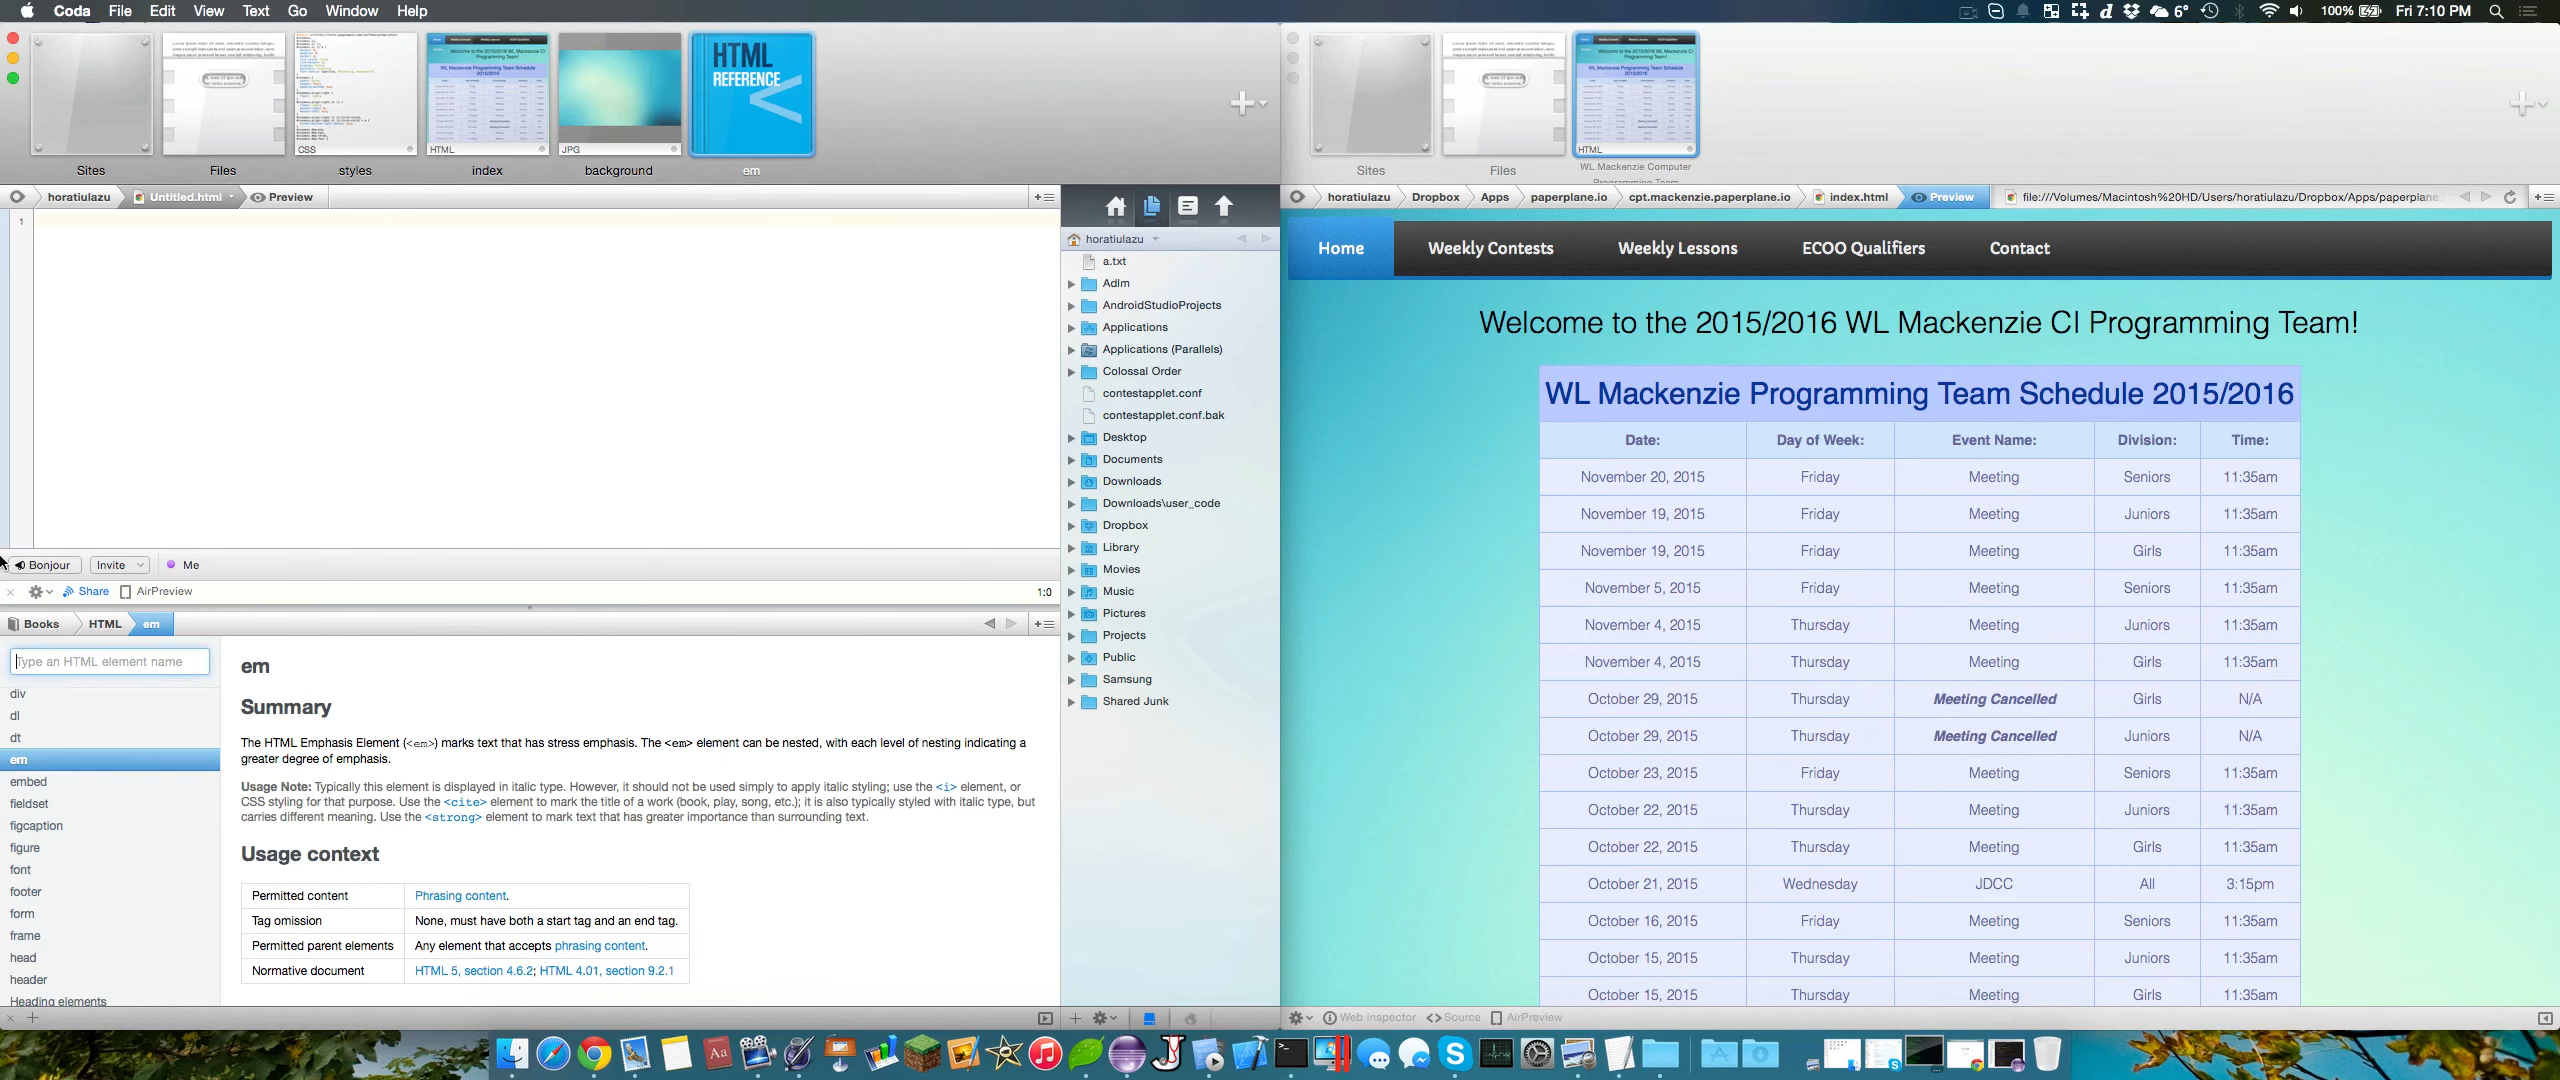 Coda File Edit View Text Go Window Help
6° 100% Fri 7:10 PM
HTML REFERENCE
CSS HTML JPG HTML
Sites Files styles index background em
Sites Files WL Mackenzie Computer
Programming Team
horatiulazu Untitled.html Preview
horatiulazu Dropbox Apps paperplane.io cpt.mackenzie.paperplane.io index.html Preview file:///Volumes/Macintosh%20HD/Users/horatiulazu/Dropbox/Apps/paperplane.
1
Bonjour Invite Me
Share AirPreview 1:0
Books HTML em
Type an HTML element name
div
dl
dt
em
embed
fieldset
figcaption
figure
font
footer
form
frame
head
header
Heading elements
em
Summary
The HTML Emphasis Element (<em>) marks text that has stress emphasis. The <em> element can be nested, with each level of nesting indicating a
greater degree of emphasis.
Usage Note: Typically this element is displayed in italic type. However, it should not be used simply to apply italic styling; use the <i> element, or
CSS styling for that purpose. Use the <cite> element to mark the title of a work (book, play, song, etc.); it is also typically styled with italic type, but
carries different meaning. Use the <strong> element to mark text that has greater importance than surrounding text.
Usage context
Permitted content Phrasing content.
Tag omission None, must have both a start tag and an end tag.
Permitted parent elements Any element that accepts phrasing content.
Normative document HTML 5, section 4.6.2; HTML 4.01, section 9.2.1
horatiulazu
a.txt
Adlm
AndroidStudioProjects
Applications
Applications (Parallels)
Colossal Order
contestapplet.conf
contestapplet.conf.bak
Desktop
Documents
Downloads
Downloads\user_code
Dropbox
Library
Movies
Music
Pictures
Projects
Public
Samsung
Shared Junk
Home Weekly Contests Weekly Lessons ECOO Qualifiers Contact
Welcome to the 2015/2016 WL Mackenzie CI Programming Team!
WL Mackenzie Programming Team Schedule 2015/2016
Date: Day of Week: Event Name: Division: Time:
November 20, 2015 Friday Meeting Seniors 11:35am
November 19, 2015 Friday Meeting Juniors 11:35am
November 19, 2015 Friday Meeting Girls 11:35am
November 5, 2015 Friday Meeting Seniors 11:35am
November 4, 2015 Thursday Meeting Juniors 11:35am
November 4, 2015 Thursday Meeting Girls 11:35am
October 29, 2015 Thursday Meeting Cancelled Girls N/A
October 29, 2015 Thursday Meeting Cancelled Juniors N/A
October 23, 2015 Friday Meeting Seniors 11:35am
October 22, 2015 Thursday Meeting Juniors 11:35am
October 22, 2015 Thursday Meeting Girls 11:35am
October 21, 2015 Wednesday JDCC All 3:15pm
October 16, 2015 Friday Meeting Seniors 11:35am
October 15, 2015 Thursday Meeting Juniors 11:35am
October 15, 2015 Thursday Meeting Girls 11:35am
Web Inspector Source AirPreview